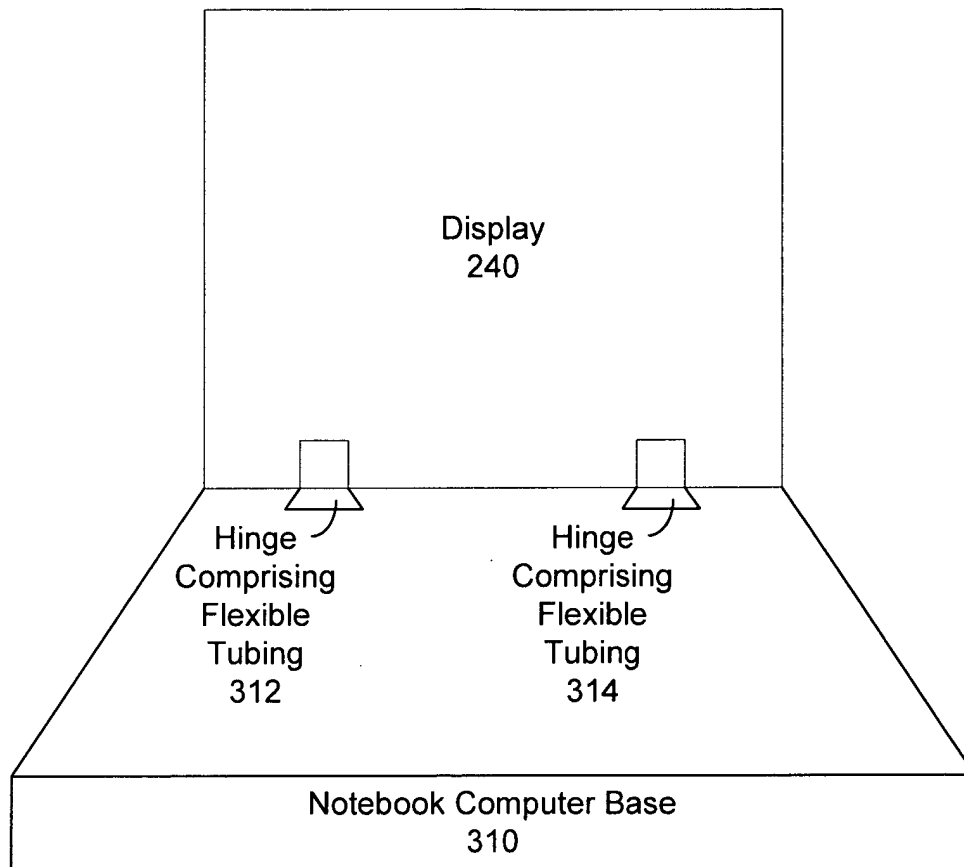 Display
240
Hinge
Comprising
Flexible
Tubing
312
Hinge
Comprising
Flexible
Tubing
314
Notebook Computer Base
310